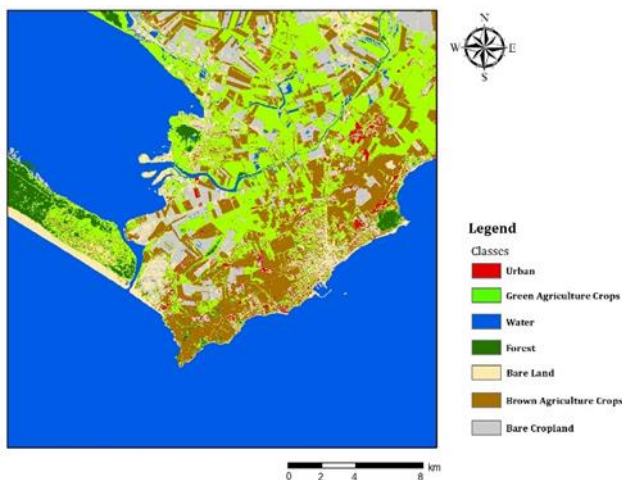 N
W E
S
Legend
Classes
Urban
Green Agriculture Crops
Water
Forest
Bare Land
Brown Agriculture Crops
Bare Cropland
0 2 4 8 km